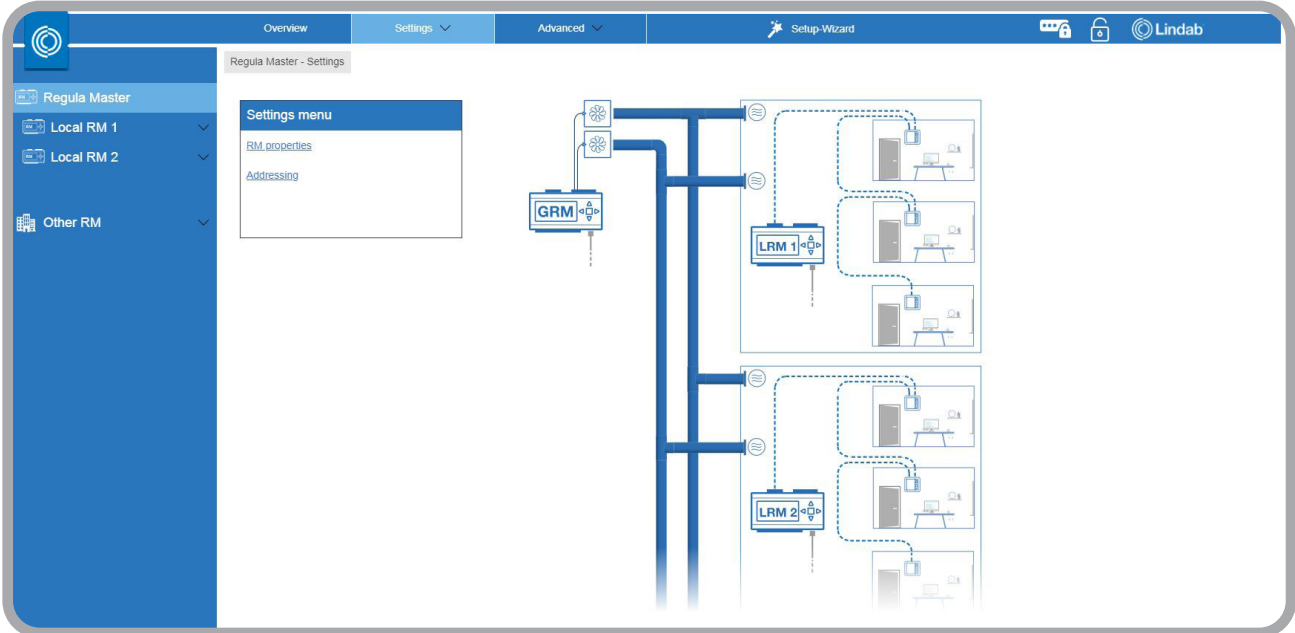 Overview
Settings
Advanced
Setup-Wizard
Lindab
Regula Master - Settings
Regula Master
Local RM 1
Local RM 2
Other RM
Settings menu
RM properties
Addressing
GRM
LRM 1
LRM 2